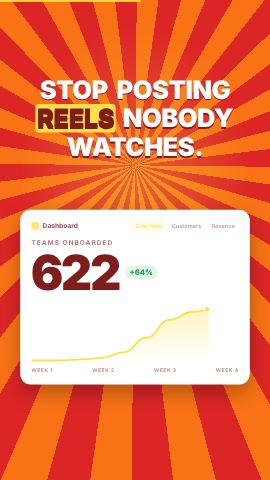 STOP POSTING
REELS NOBODY
WATCHES.
Dashboard
Overview Customers Revenue
TEAMS ONBOARDED
622 +64%
WEEK 1 WEEK 2 WEEK 3 WEEK 4